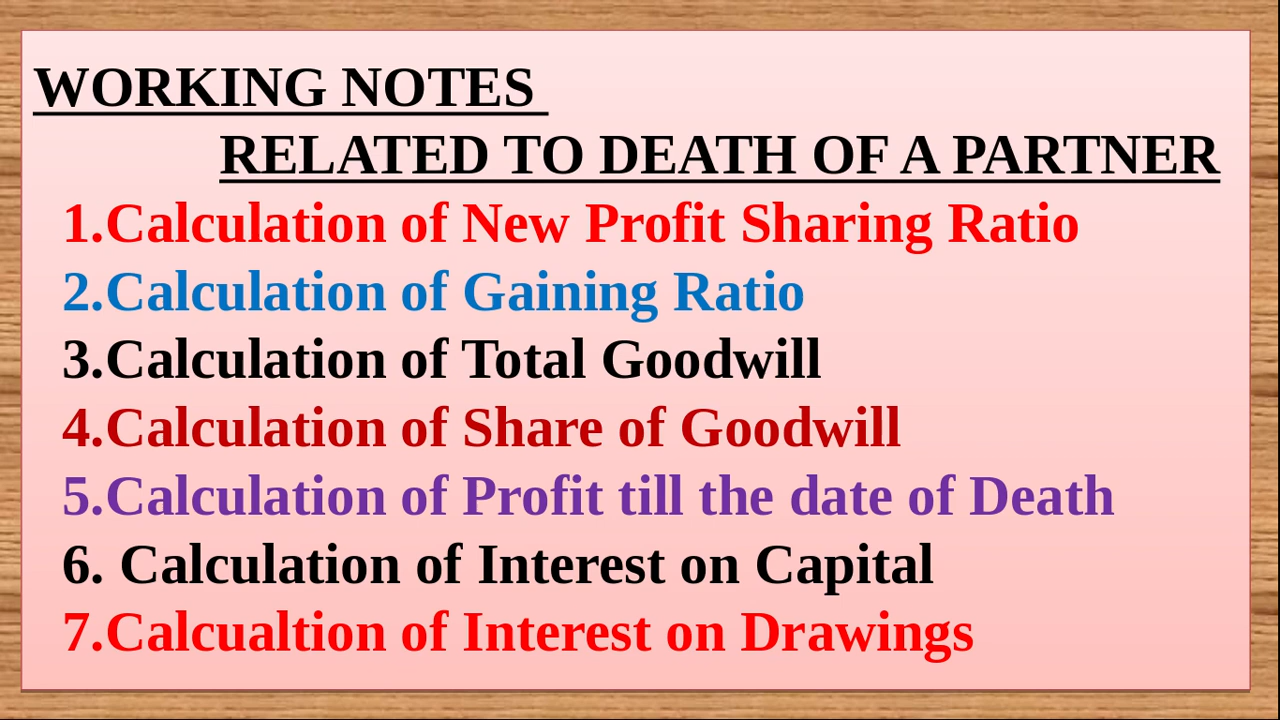 WORKING NOTES
RELATED TO DEATH OF A PARTNER
1.Calculation of New Profit Sharing Ratio
2.Calculation of Gaining Ratio
3.Calculation of Total Goodwill
4.Calculation of Share of Goodwill
5.Calculation of Profit till the date of Death
6. Calculation of Interest on Capital
7.Calcualtion of Interest on Drawings